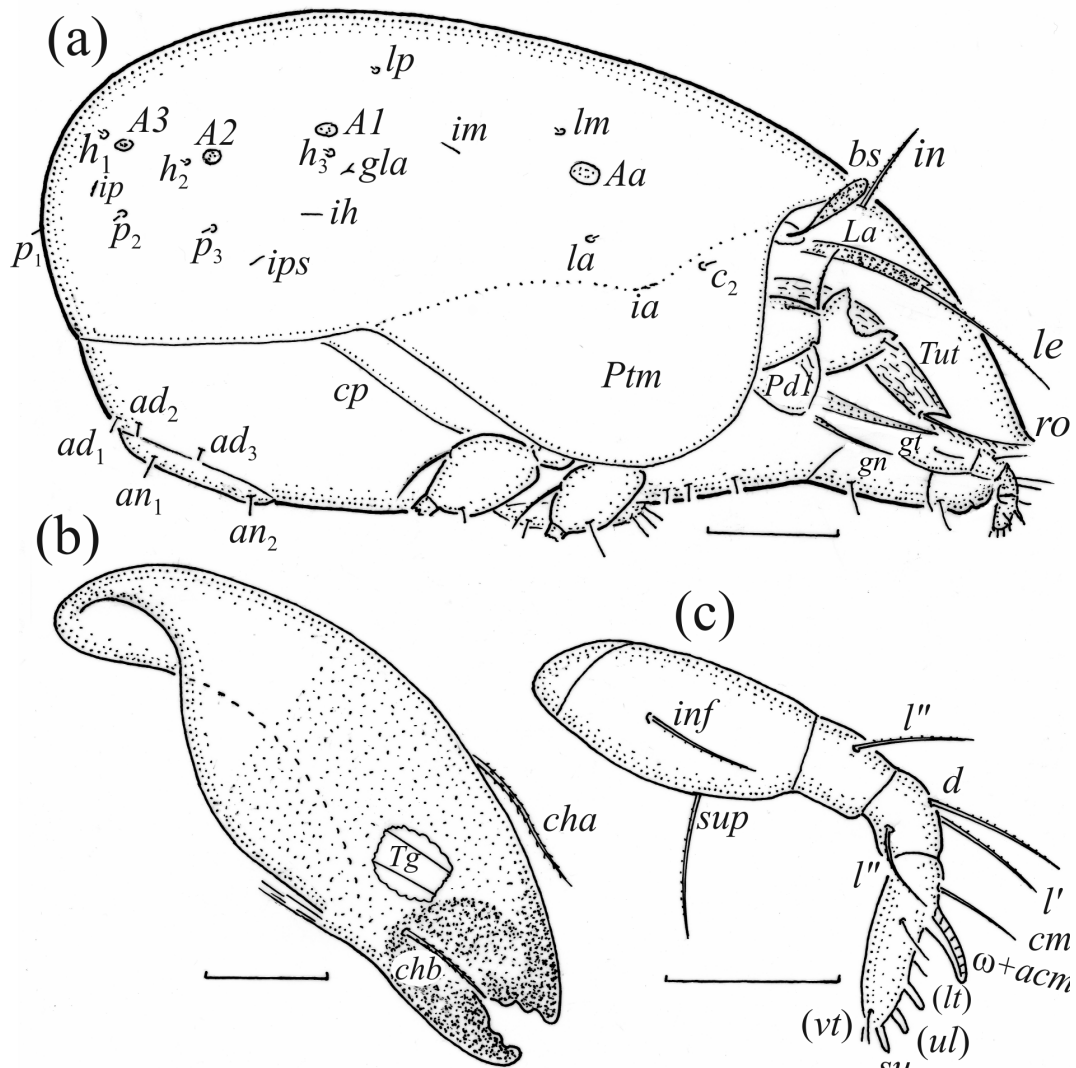 (a)
lp
A3 A2 A1 im lm
h1 h2 h3 gla Aa bs in
ip ih La
p1 p2 p3 ips la c2
ia
Ptm Pd1 Tut le
cp
ad2 ro
ad1 ad3 gt
an1 gn
an2
(b)
(c)
inf l"
d
cha sup
Tg l"
l'
cm
chb ω+acm
(lt)
(vt) (ul)
su